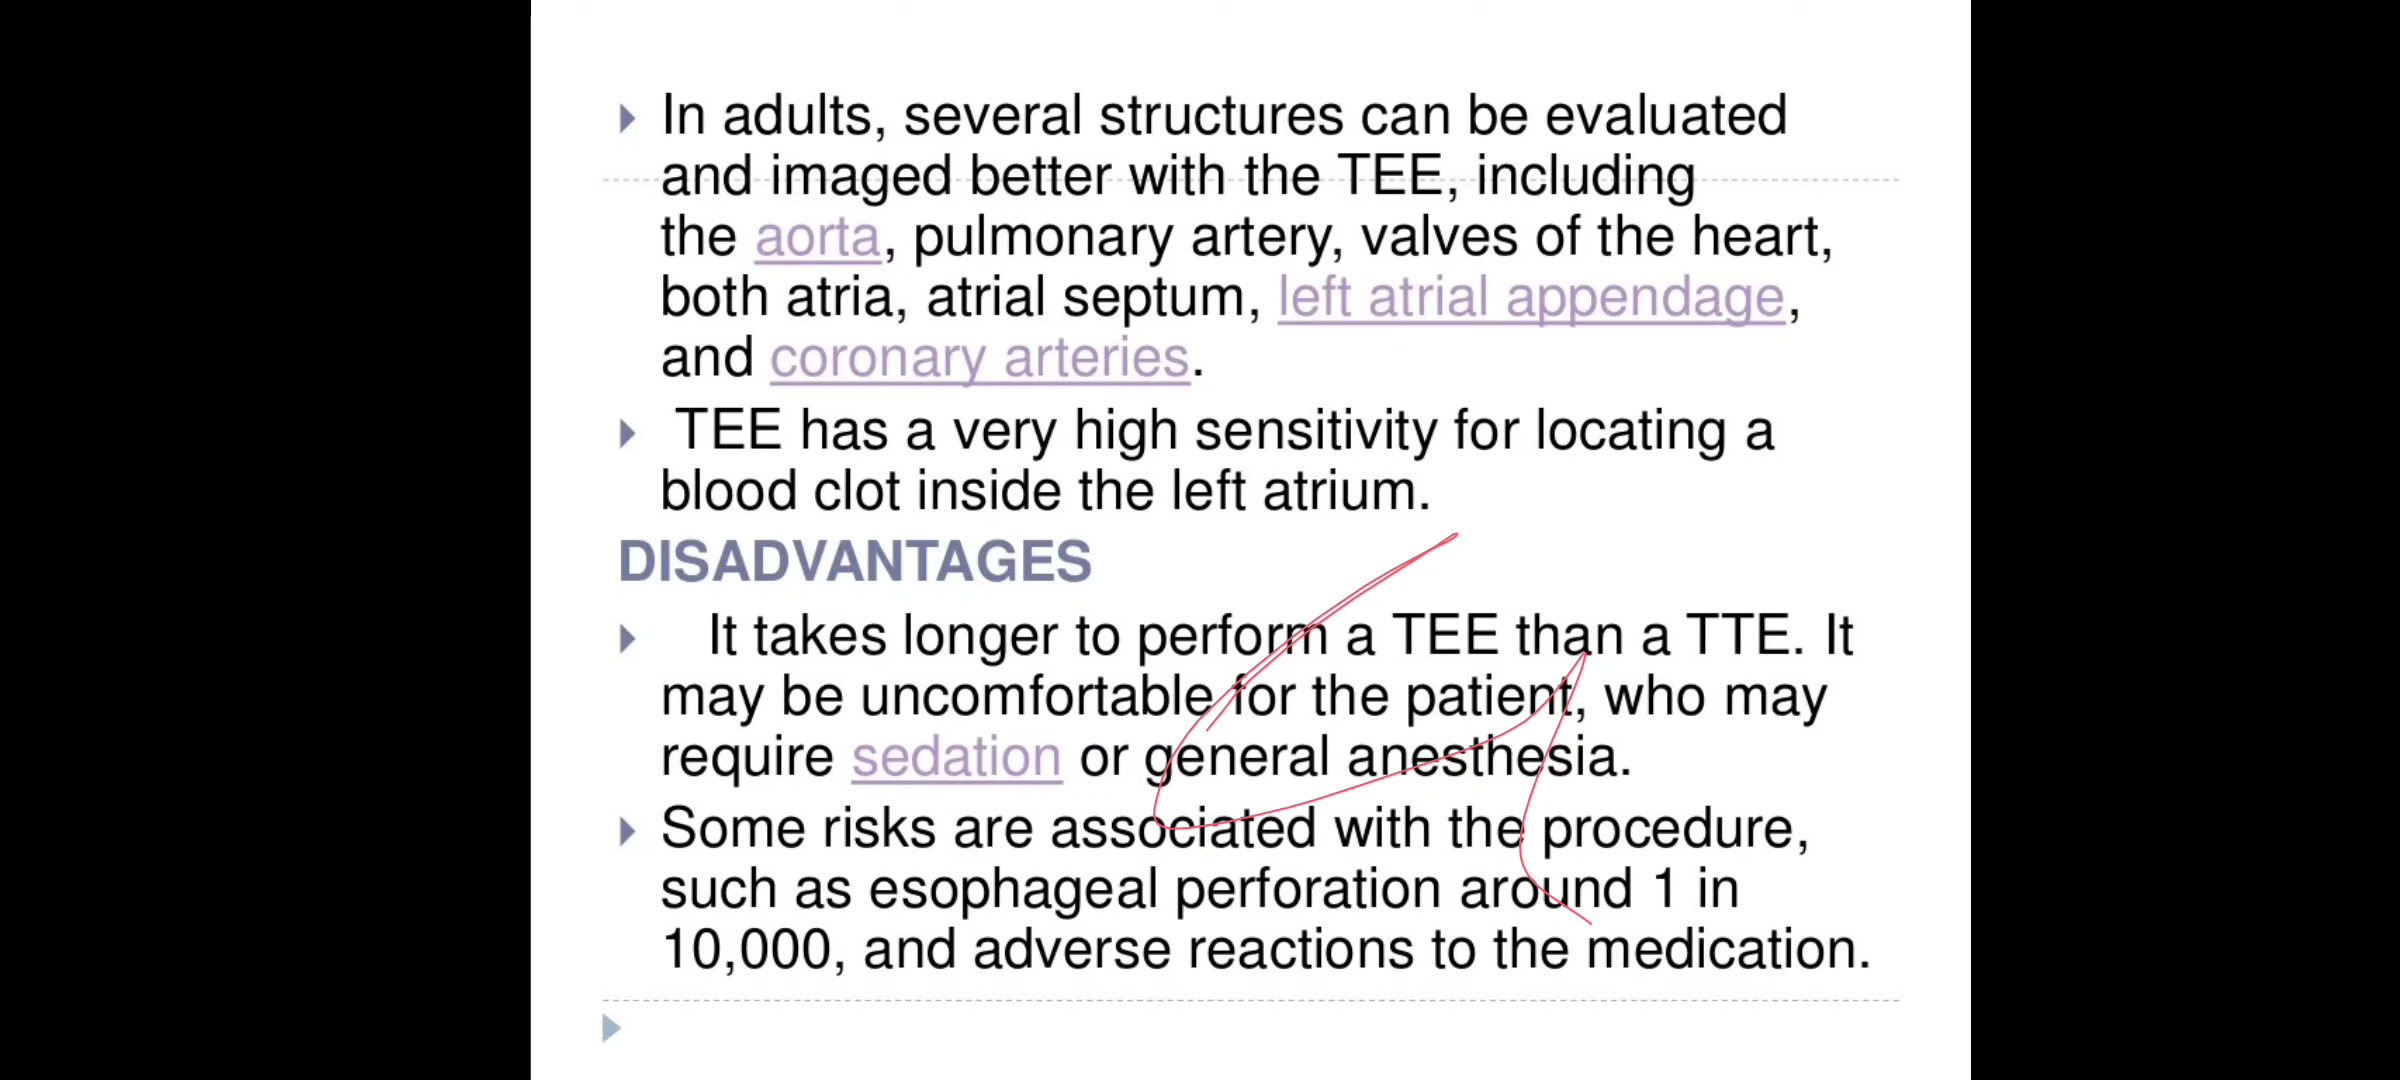 In adults, several structures can be evaluated
and imaged better with the TEE, including
the aorta, pulmonary artery, valves of the heart,
both atria, atrial septum, left atrial appendage,
and coronary arteries.
TEE has a very high sensitivity for locating a
blood clot inside the left atrium.
DISADVANTAGES
It takes longer to perform a TEE than a TTE. It
may be uncomfortable for the patient, who may
require sedation or general anesthesia.
Some risks are associated with the procedure,
such as esophageal perforation around 1 in
10,000, and adverse reactions to the medication.